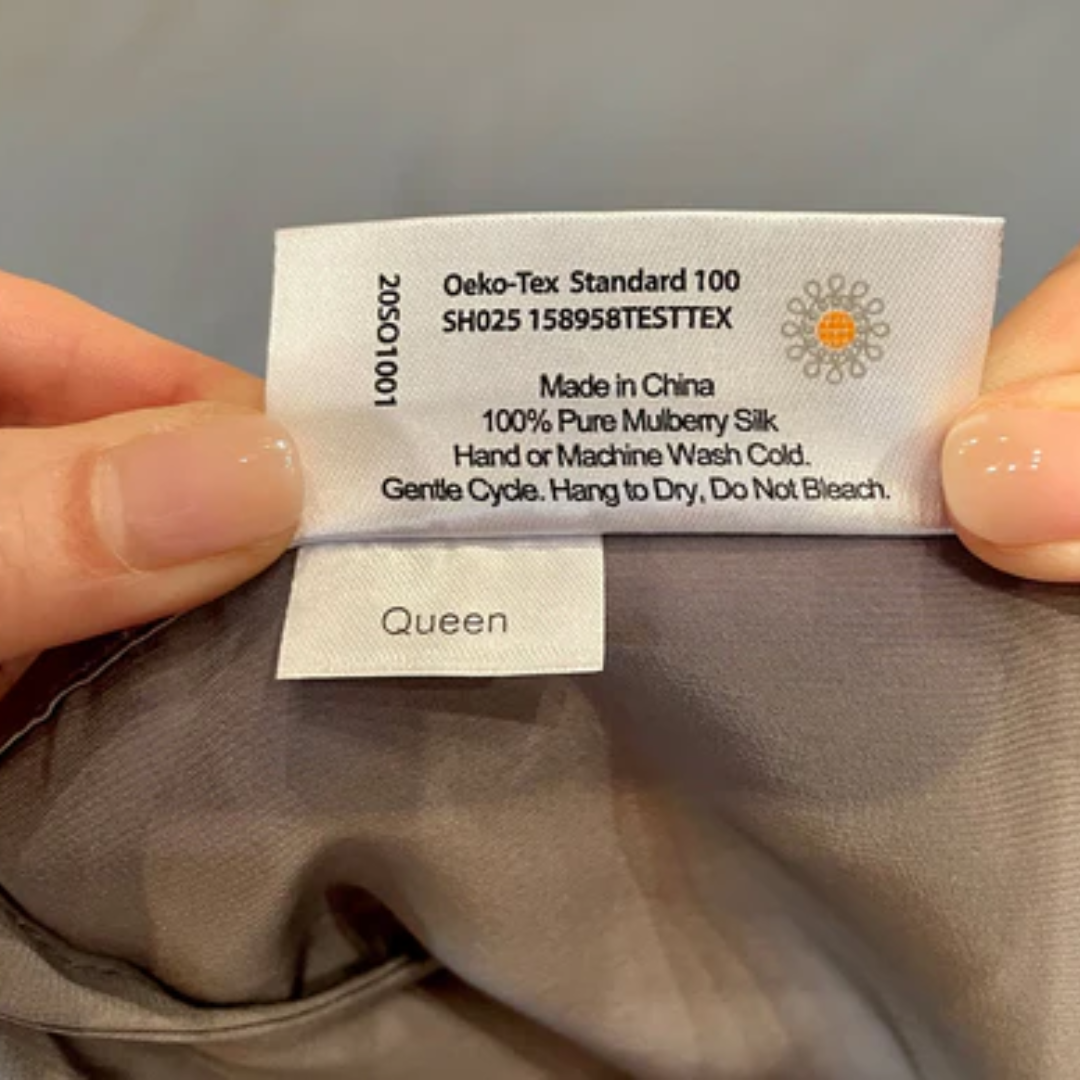 20SO1001
Oeko-Tex Standard 100
SH025 158958TESTTEX
Made in China
100% Pure Mulberry Silk
Hand or Machine Wash Cold.
Gentle Cycle. Hang to Dry, Do Not Bleach.
Queen